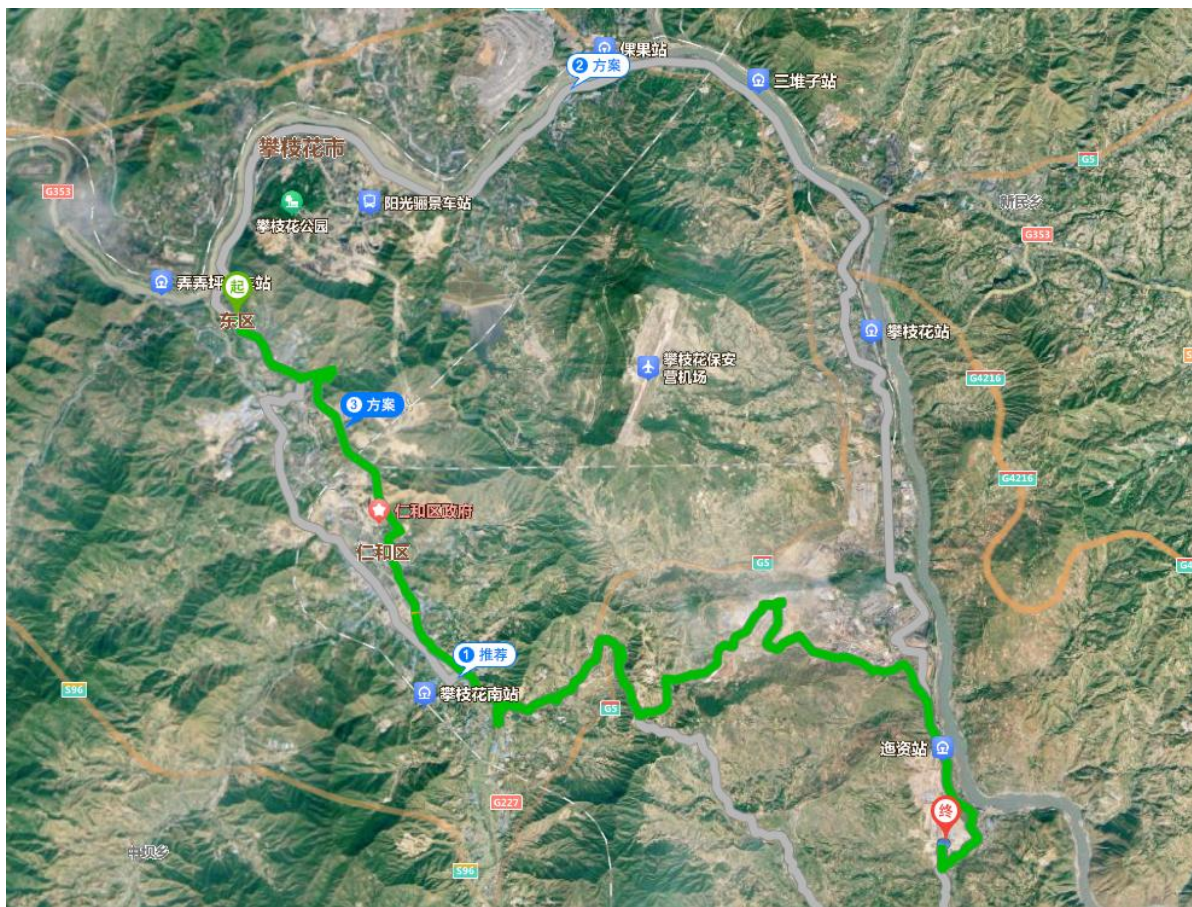 倮果站
2 方案
三堆子站
攀枝花市
G5
G353
阳光骊景车站
新民乡
攀枝花公园
G353
弄弄坪
站
起
东区
攀枝花站
攀枝花保安
营机场
G4216
3 方案
G4216
仁和区政府
仁和区
G5
1 推荐
S96
攀枝花南站
G5
迤资站
G227
终
中坝乡
S96